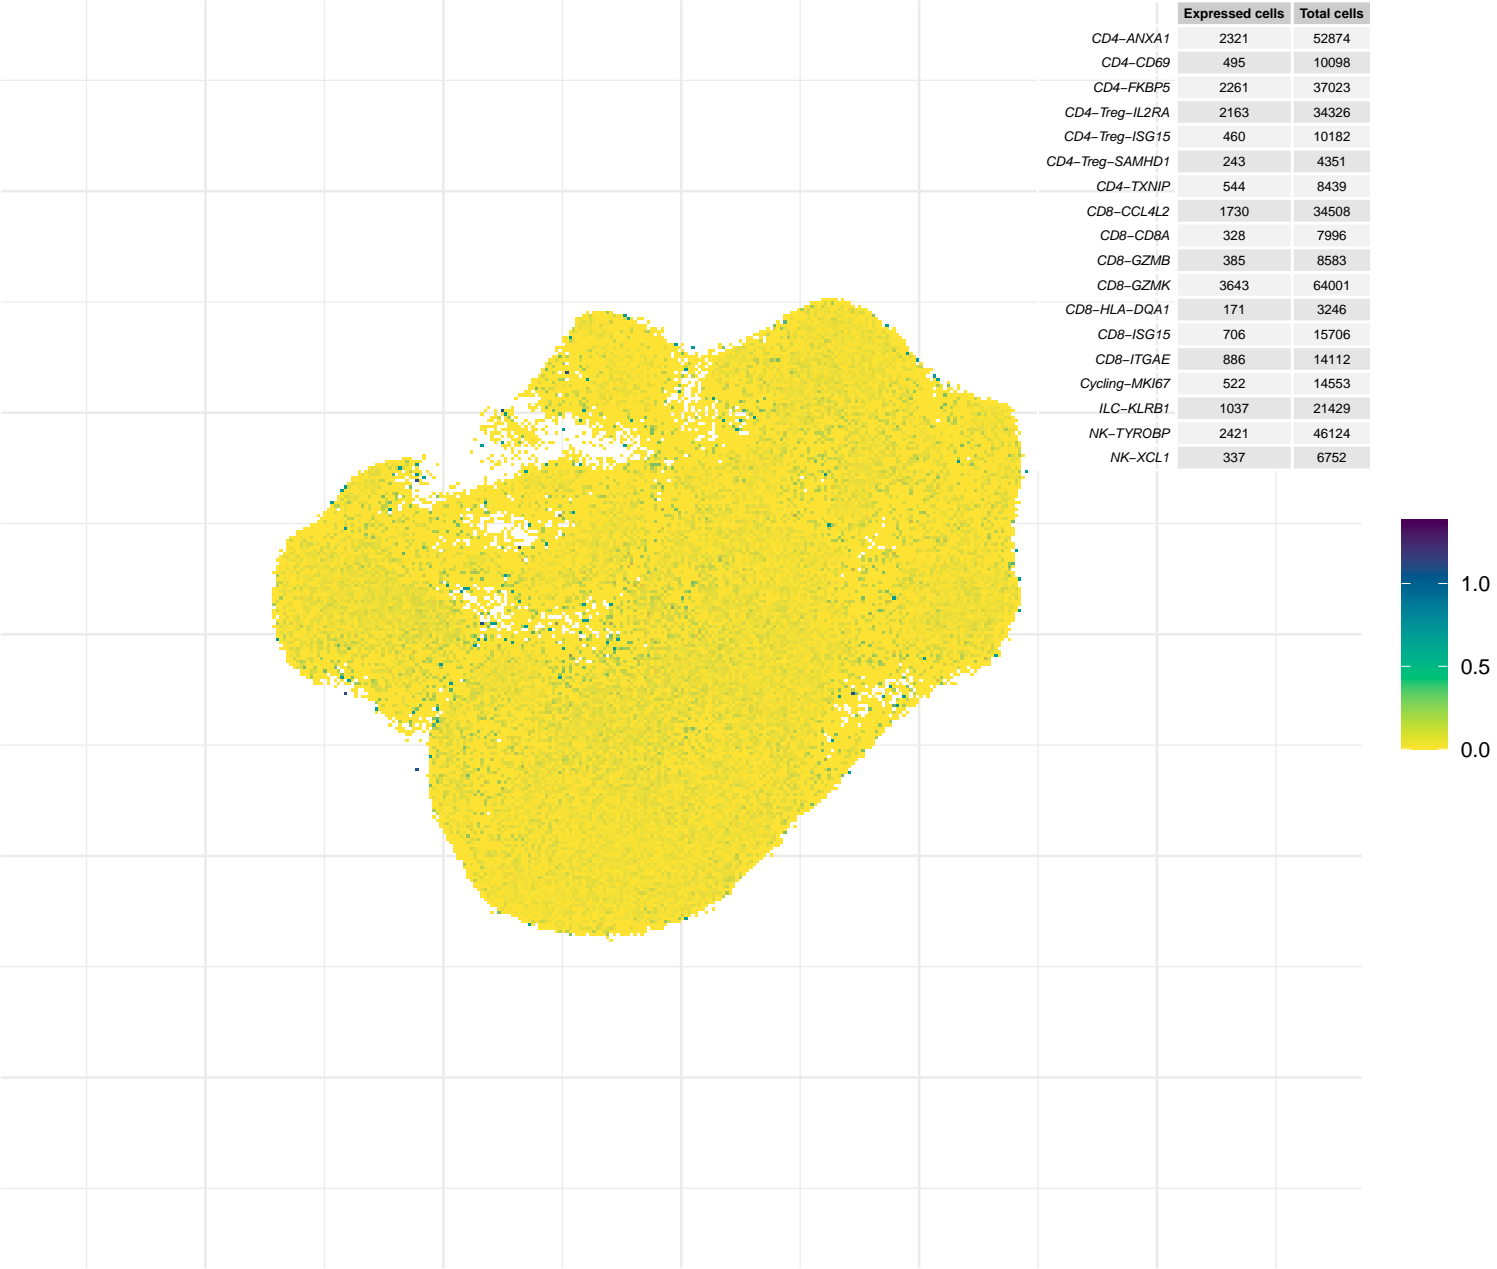 Expressed cells Total cells
CD4−ANXA1 2321 52874
CD4−CD69 495 10098
CD4−FKBP5 2261 37023
CD4−Treg−IL2RA 2163 34326
CD4−Treg−ISG15 460 10182
CD4−Treg−SAMHD1 243 4351
CD4−TXNIP 544 8439
CD8−CCL4L2 1730 34508
CD8−CD8A 328 7996
CD8−GZMB 385 8583
CD8−GZMK 3643 64001
CD8−HLA−DQA1 171 3246
CD8−ISG15 706 15706
CD8−ITGAE 886 14112
Cycling−MKI67 522 14553
ILC−KLRB1 1037 21429
NK−TYROBP 2421 46124
NK−XCL1 337 6752
1.0
0.5
0.0